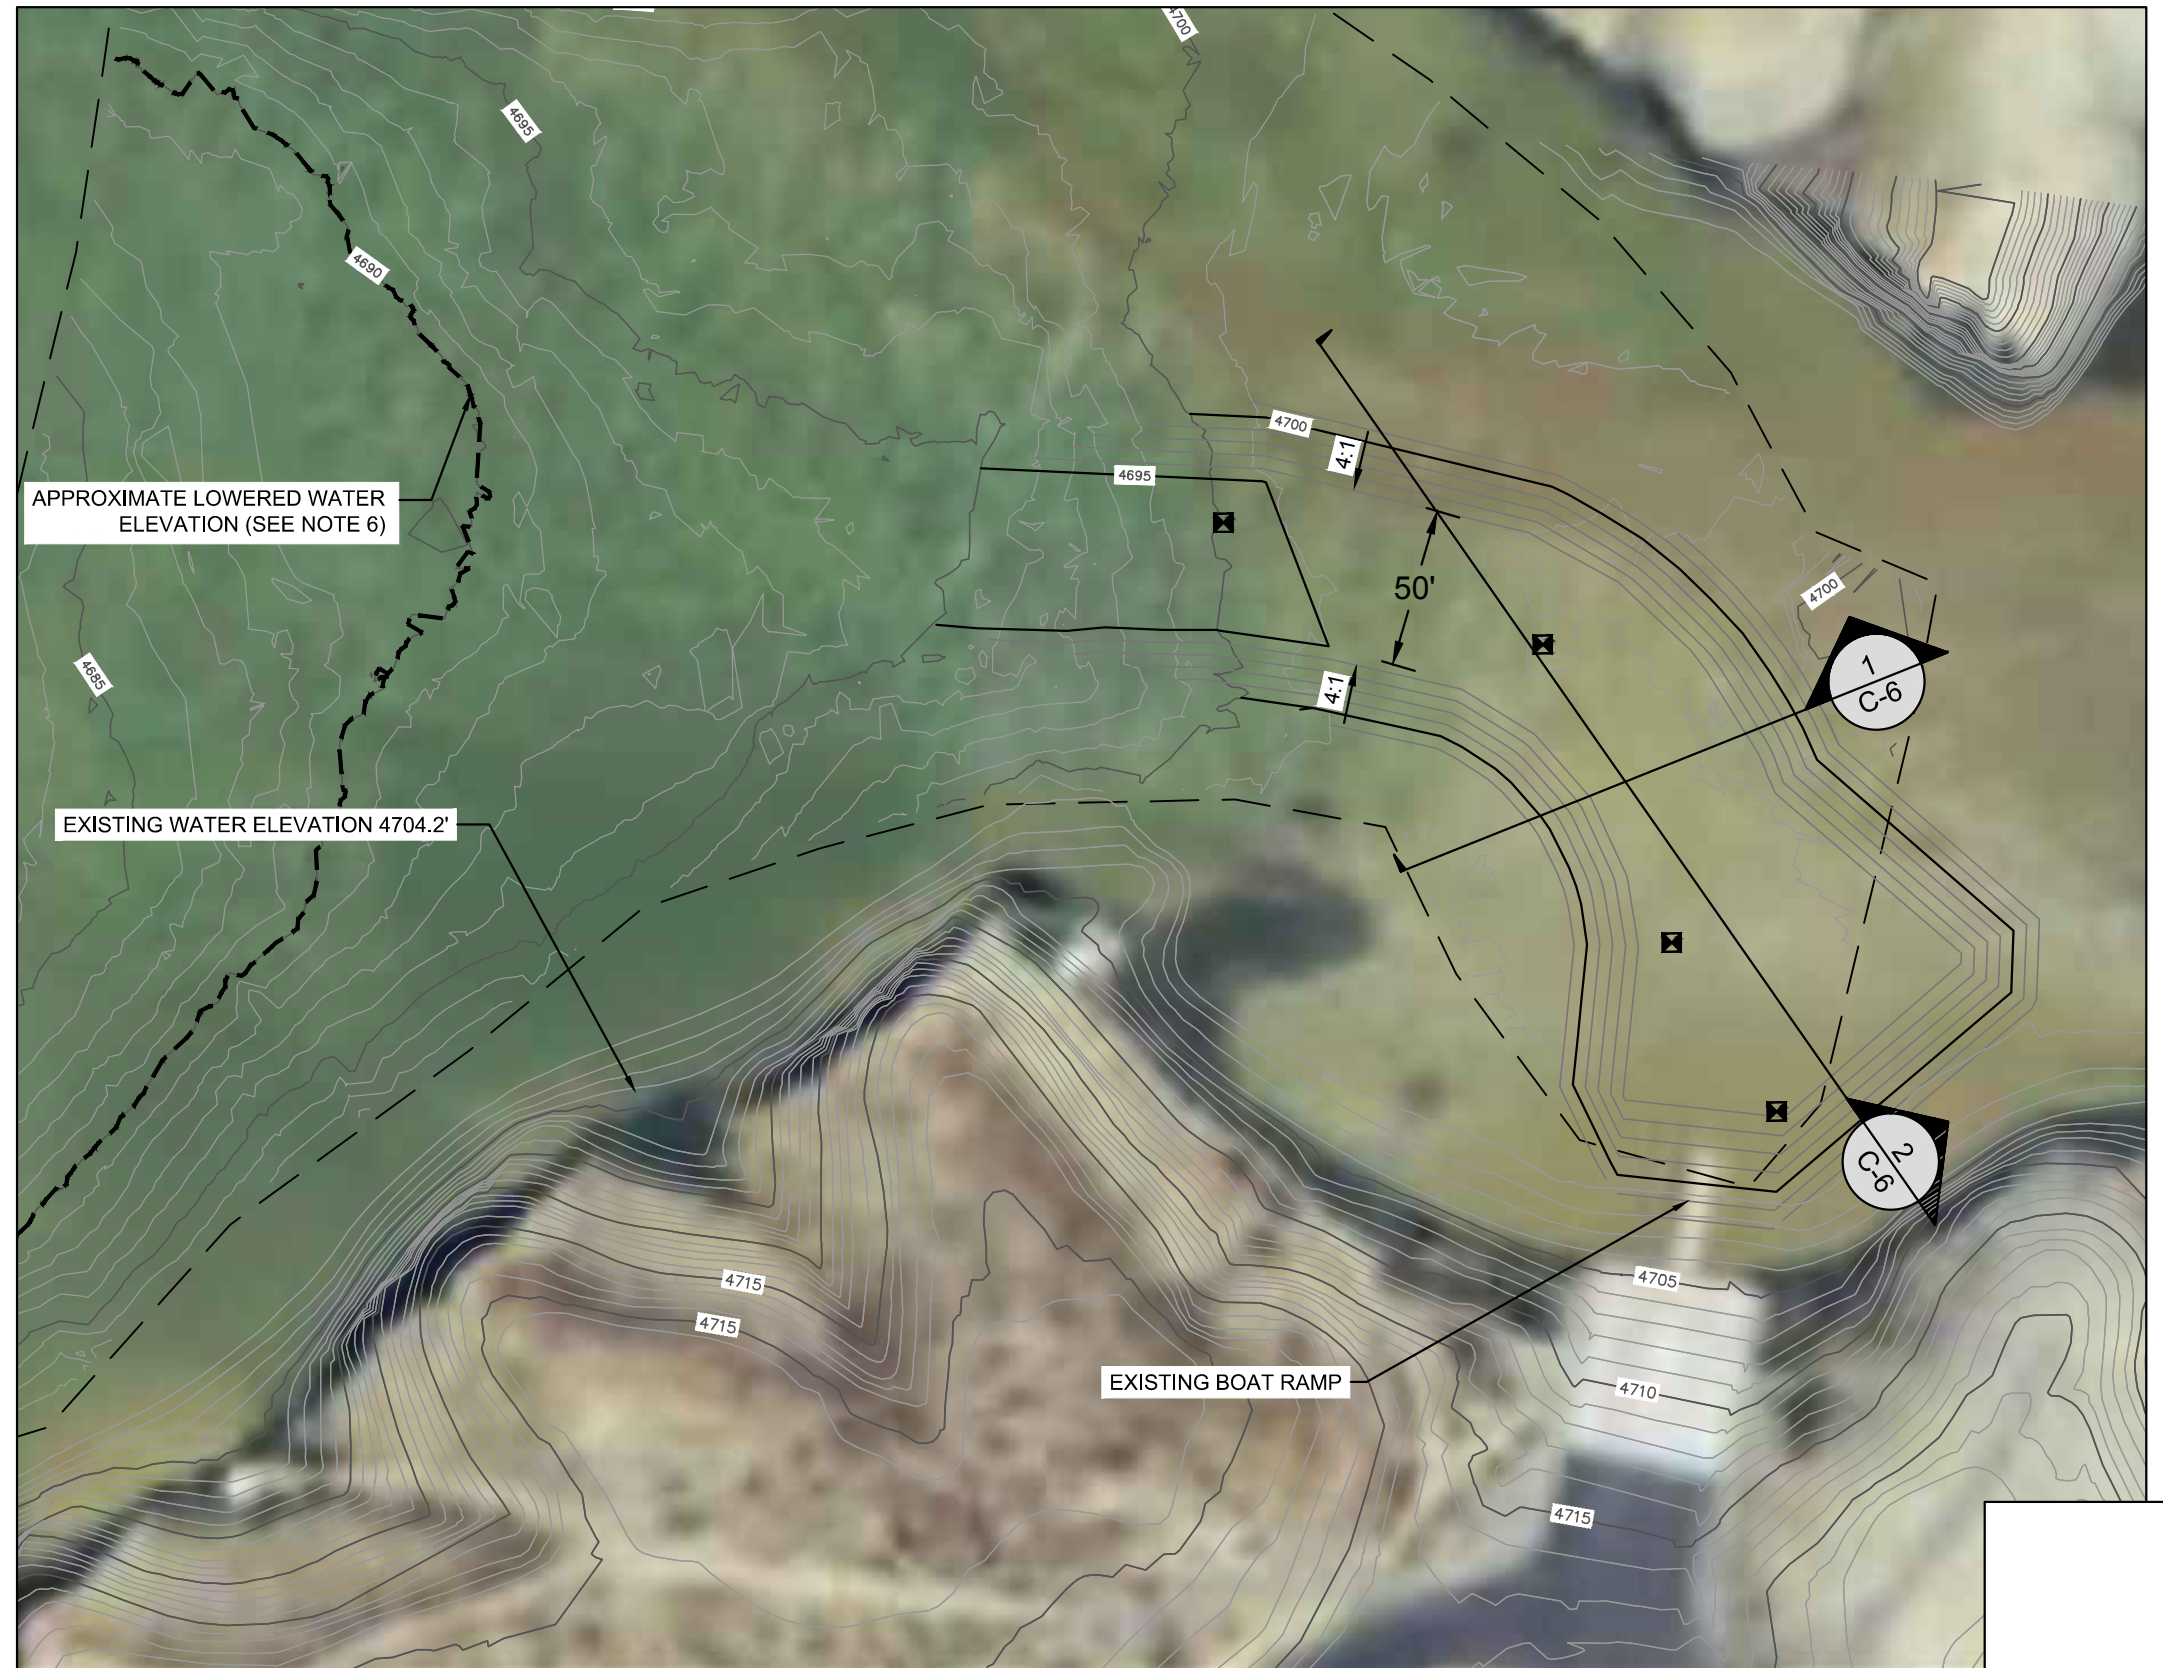 4700
4695
4690
4700
4:1
4695
APPROXIMATE LOWERED WATER
ELEVATION (SEE NOTE 6)
50'
4700
4685
4:1
1
C-6
EXISTING WATER ELEVATION 4704.2'
2
C-6
4715
4705
4715
EXISTING BOAT RAMP
4710
4715